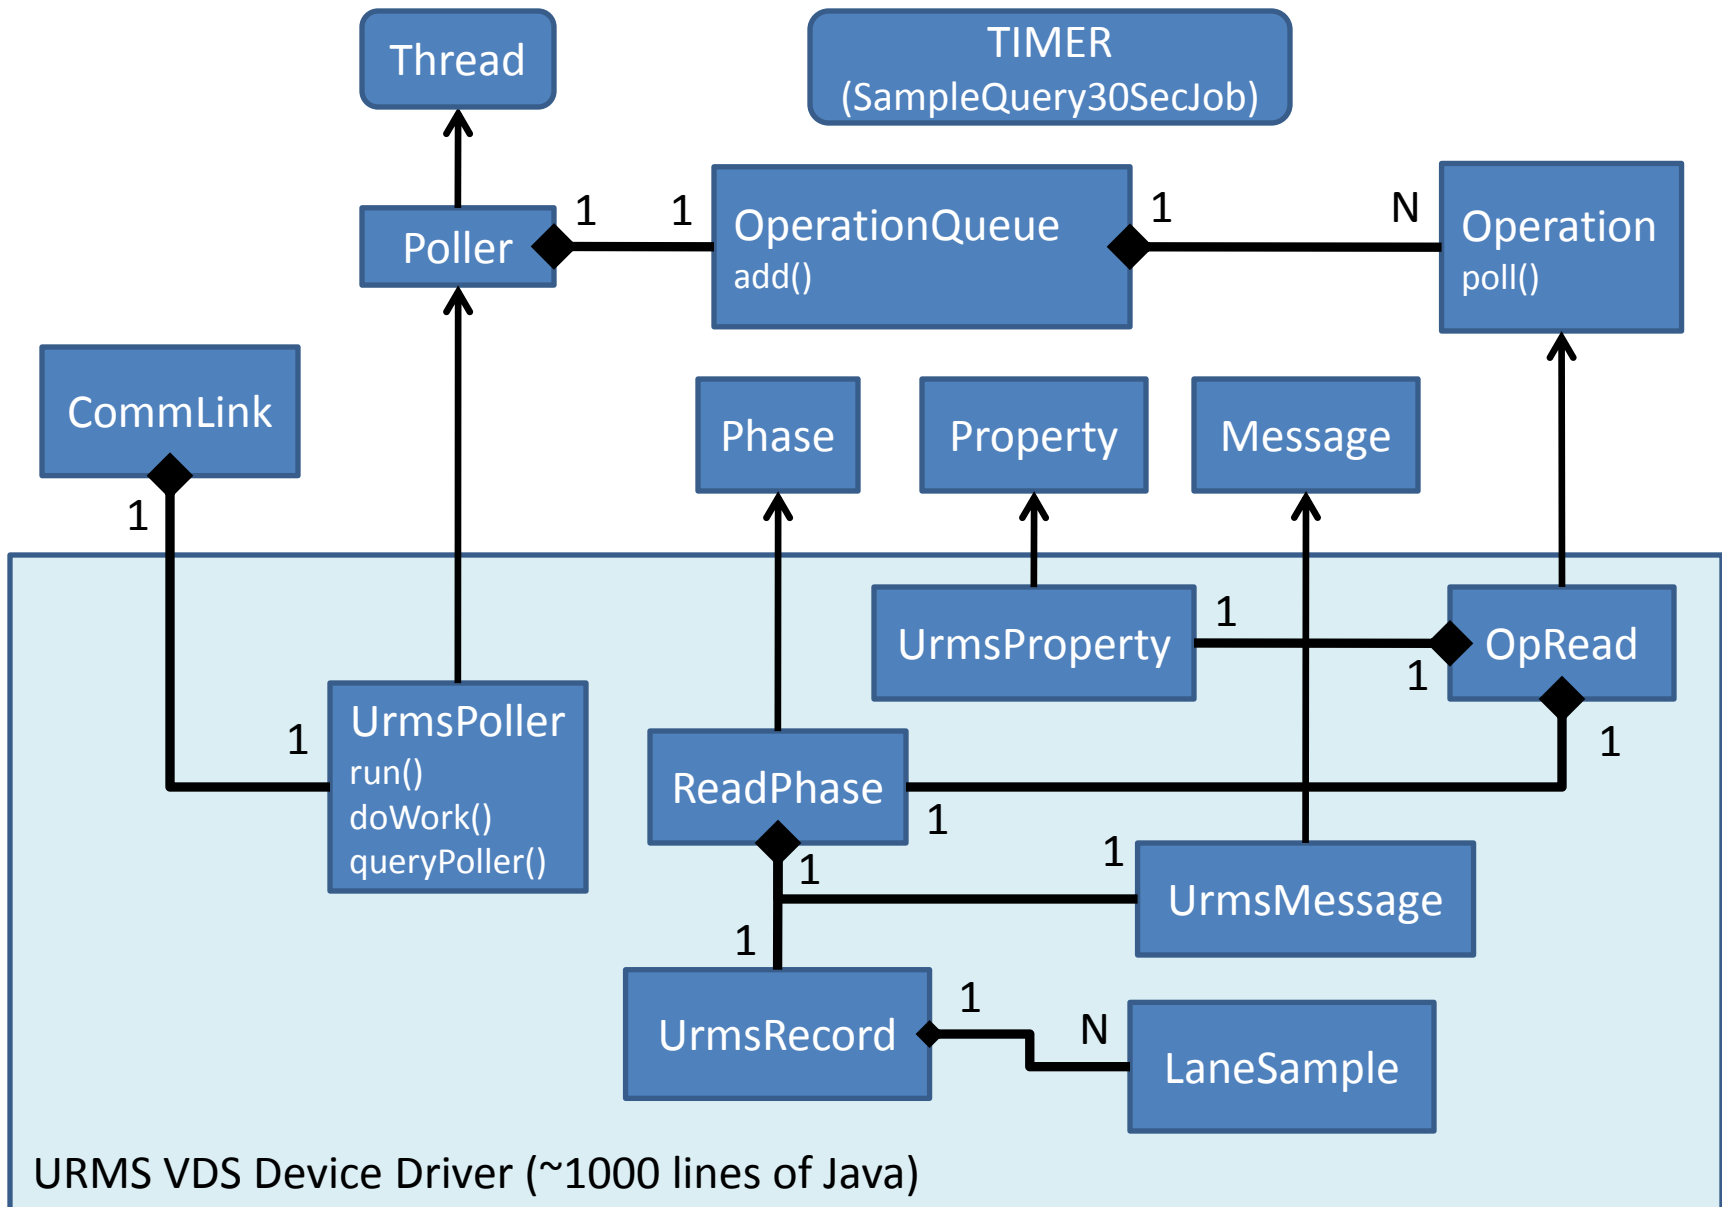 Thread
TIMER
(SampleQuery30SecJob)
Poller
1
1
OperationQueue
add()
1
N
Operation
poll()
CommLink
1
Phase
Property
Message
UrmsProperty
1
1
OpRead
1
1
UrmsPoller
run()
doWork()
queryPoller()
ReadPhase
1
1
1
UrmsMessage
1
UrmsRecord
1
N
LaneSample
URMS VDS Device Driver (~1000 lines of Java)